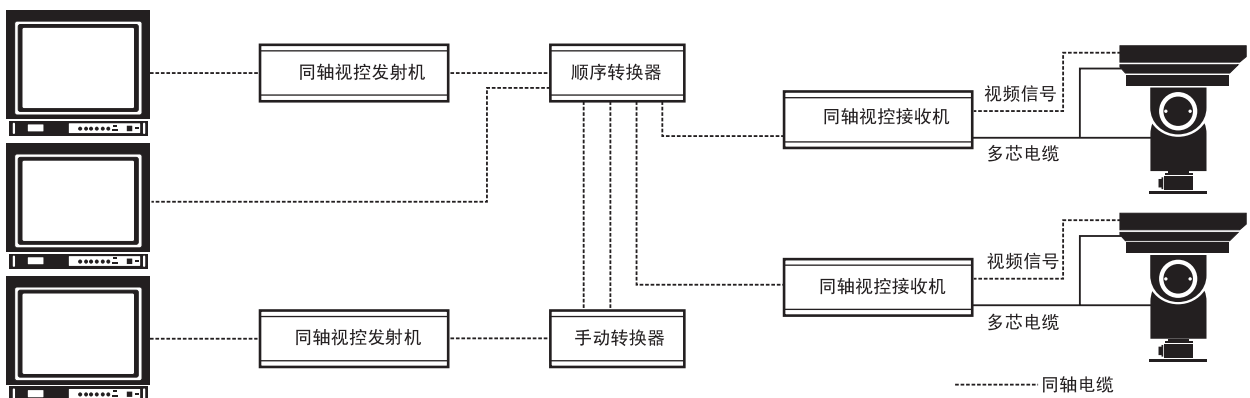 同轴视控发射机
顺序转换器
视频信号
同轴视控接收机
多芯电缆
视频信号
同轴视控接收机
多芯电缆
同轴视控发射机
手动转换器
同轴电缆